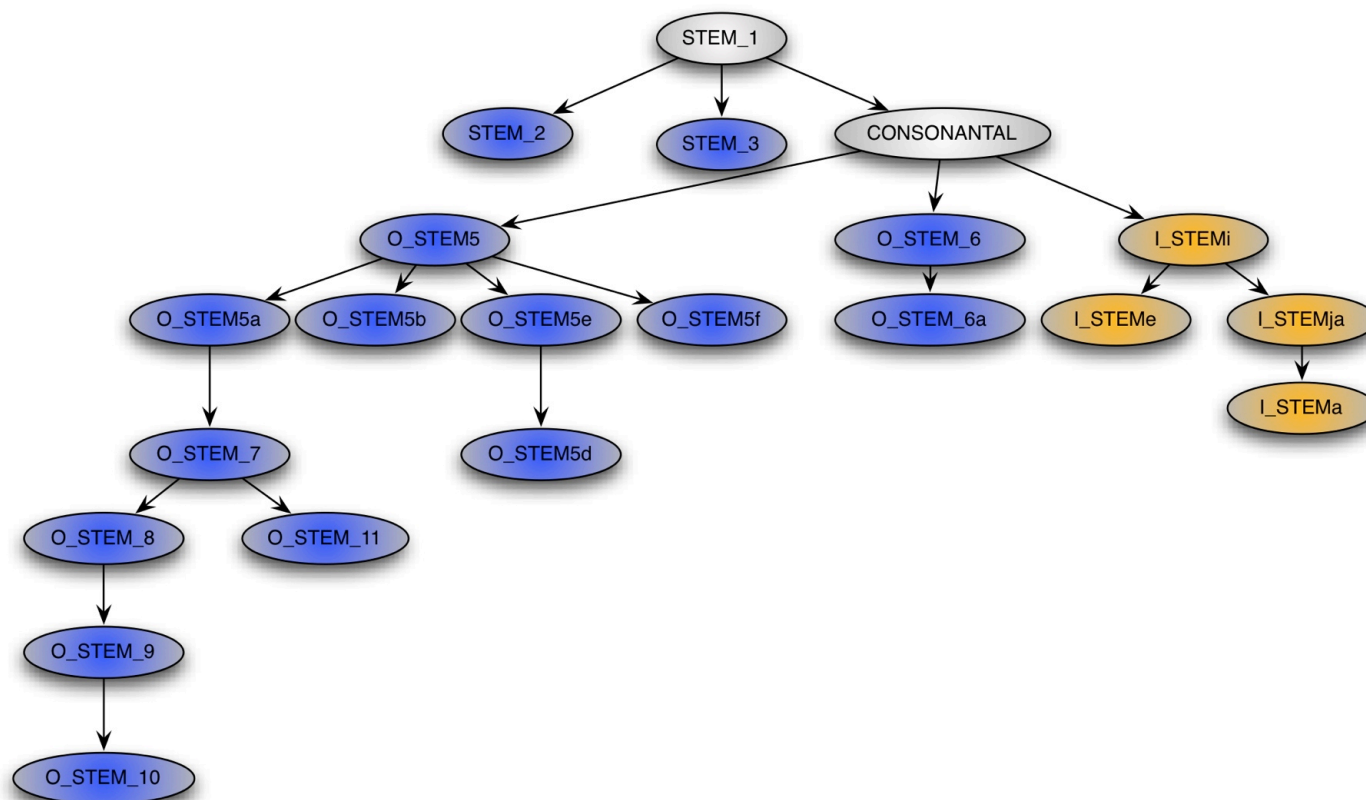 STEM_1
STEM_2
STEM_3
CONSONANTAL
O_STEM5
O_STEM_6
I_STEMi
O_STEM5a
O_STEM5b
O_STEM5e
O_STEM5f
O_STEM_6a
I_STEMe
I_STEMja
I_STEMa
O_STEM_7
O_STEM5d
O_STEM_8
O_STEM_11
O_STEM_9
O_STEM_10